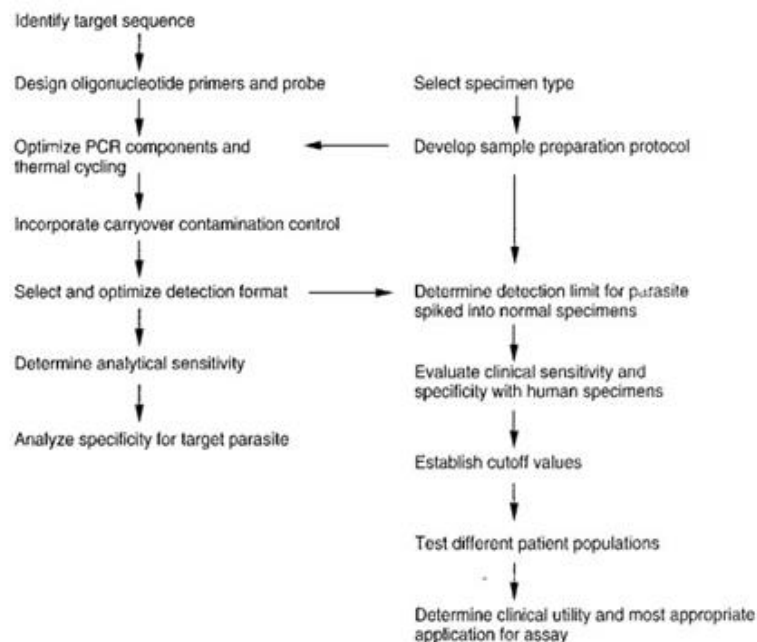 Identify target sequence
Design oligonucleotide primers and probe
Optimize PCR components and
thermal cycling
Incorporate carryover contamination control
Select and optimize detection format
Determine analytical sensitivity
Analyze specificity for target parasite
Select specimen type
Develop sample preparation protocol
Determine detection limit for parasite
spiked into normal specimens
Evaluate clinical sensitivity and
specificity with human specimens
Establish cutoff values
Test different patient populations
Determine clinical utility and most appropriate
application for assay